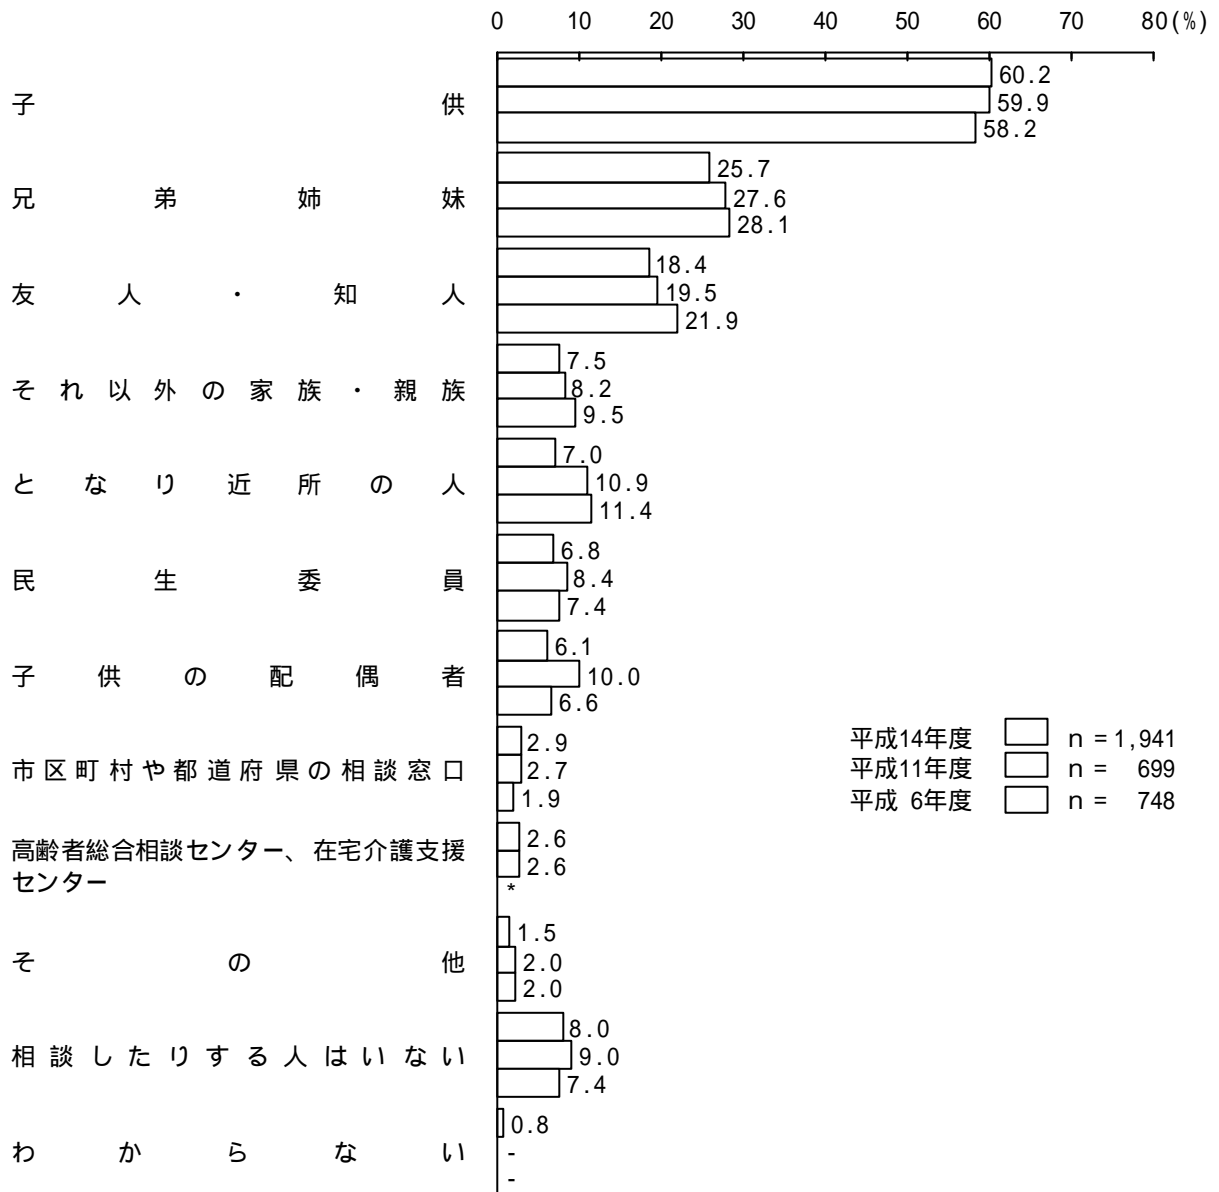 0 10 20 30 40 50 60 70 80(%)
子供
60.2
59.9
58.2
兄弟姉妹
25.7
27.6
28.1
友人・知人
18.4
19.5
21.9
それ以外の家族・親族
7.5
8.2
9.5
となり近所の人
7.0
10.9
11.4
民生委員
6.8
8.4
7.4
子供の配偶者
6.1
10.0
6.6
市区町村や都道府県の相談窓口
2.9
2.7
1.9
平成14年度 n=1,941
平成11年度 n= 699
平成 6年度 n= 748
高齢者総合相談センター、在宅介護支援
センター
2.6
2.6
*
その他
1.5
2.0
2.0
相談したりする人はいない
8.0
9.0
7.4
わからない
0.8
-
-